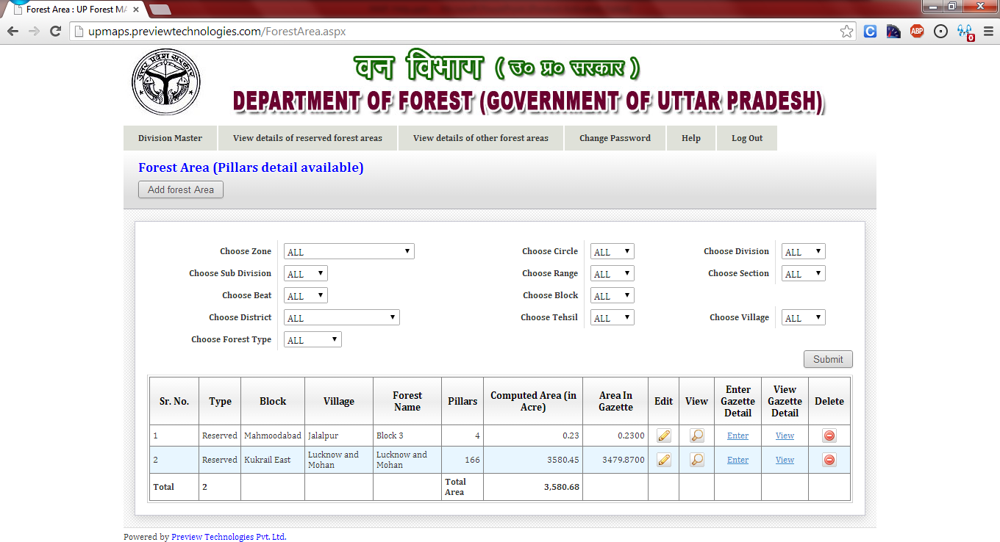 Forest Area : UP Forest MA
upmaps.previewtechnologies.com/ForestArea.aspx
C ABP 0
उत्तर प्रदेश सरकार
वन विभाग ( उ० प्र० सरकार )
DEPARTMENT OF FOREST (GOVERNMENT OF UTTAR PRADESH)
Division Master View details of reserved forest areas View details of other forest areas Change Password Help Log Out
Forest Area (Pillars detail available)
Add forest Area
Choose Zone ALL Choose Circle ALL Choose Division ALL
Choose Sub Division ALL Choose Range ALL Choose Section ALL
Choose Beat ALL Choose Block ALL
Choose District ALL Choose Tehsil ALL Choose Village ALL
Choose Forest Type ALL
Submit
Sr. No. Type Block Village Forest Name Pillars Computed Area (in Acre) Area In Gazette Edit View Enter Gazette Detail View Gazette Detail Delete
1 Reserved Mahmoodabad Jalalpur Block 3 4 0.23 0.2300 Enter View
2 Reserved Kukrail East Lucknow and Mohan Lucknow and Mohan 166 3580.45 3479.8700 Enter View
Total 2 Total Area 3,580.68
Powered by Preview Technologies Pvt. Ltd.